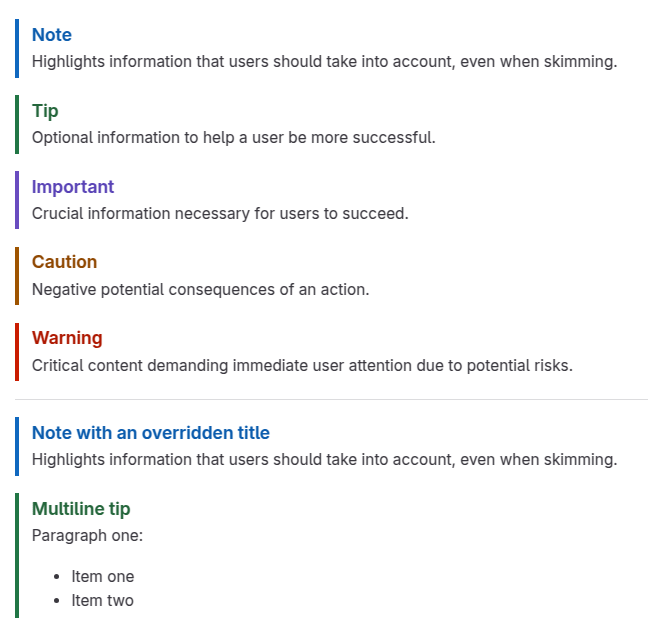 Note
Highlights information that users should take into account, even when skimming.
Tip
Optional information to help a user be more successful.
Important
Crucial information necessary for users to succeed.
Caution
Negative potential consequences of an action.
Warning
Critical content demanding immediate user attention due to potential risks.
Note with an overridden title
Highlights information that users should take into account, even when skimming.
Multiline tip
Paragraph one:
• Item one
• Item two